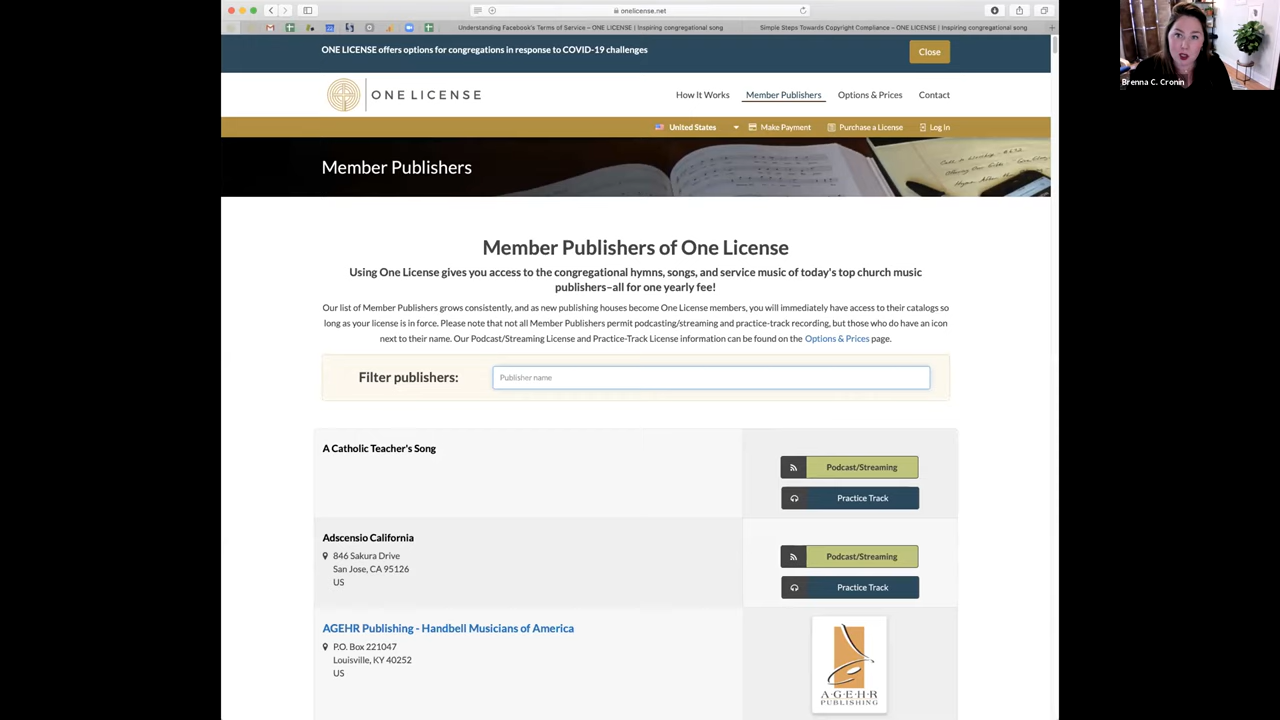 onelicense.net
Understanding Facebook's Terms of Service – ONE LICENSE | Inspiring congregational song
Simple Steps Towards Copyright Compliance – ONE LICENSE | Inspiring congregational song
Brenna C. Cronin
ONE LICENSE offers options for congregations in response to COVID-19 challenges
Close
ONE LICENSE
How It Works
Member Publishers
Options & Prices
Contact
United States
Make Payment
Purchase a License
Log in
Member Publishers
Member Publishers of One License
Using One License gives you access to the congregational hymns, songs, and service music of today's top church music
publishers–all for one yearly fee!
Our list of Member Publishers grows consistently, and as new publishing houses become One License members, you will immediately have access to their catalogs so
long as your license is in force. Please note that not all Member Publishers permit podcasting/streaming and practice-track recording, but those who do have an icon
next to their name. Our Podcast/Streaming License and Practice-Track License information can be found on the Options & Prices page.
Filter publishers:
Publisher name
A Catholic Teacher's Song
Podcast/Streaming
Practice Track
Adscensio California
846 Sakura Drive
San Jose, CA 95126
US
Podcast/Streaming
Practice Track
AGEHR Publishing - Handbell Musicians of America
P.O. Box 221047
Louisville, KY 40252
US
A·G·E·H·R
PUBLISHING